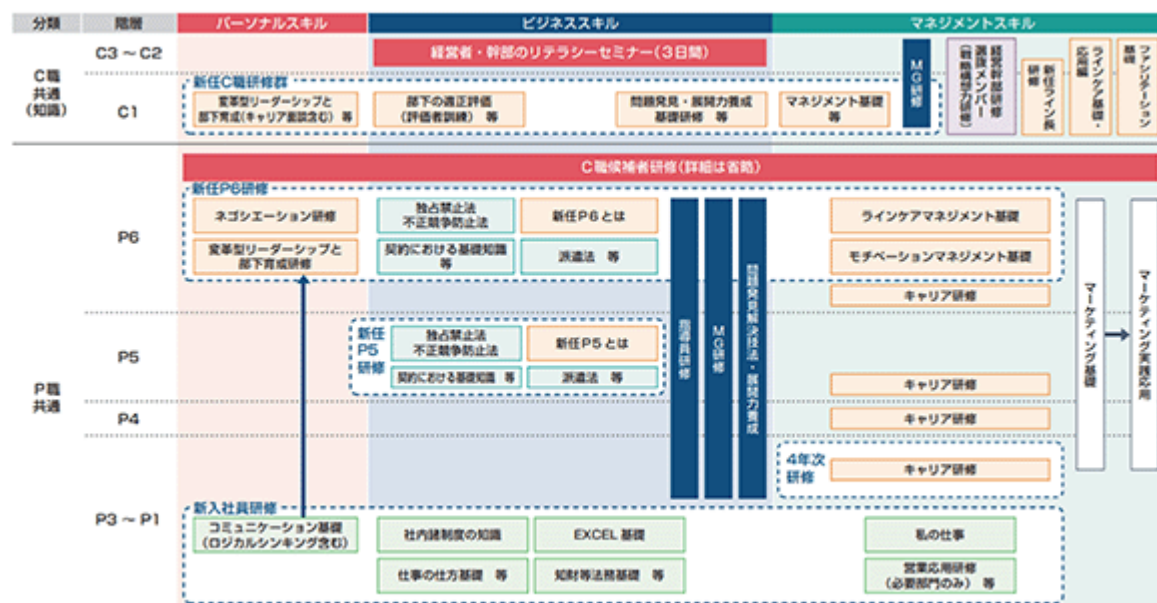 分類
階層
パーソナルスキル
ビジネススキル
マネジメントスキル
C職
共通
(知識)
C3～C2
経営者・幹部のリテラシーセミナー(3日間)
C1
新任C職研修群
変革型リーダーシップと
部下育成(キャリア面談含む) 等
部下の適正評価
(評価者訓練) 等
問題発見・展開力養成
基礎研修 等
マネジメント基礎
等
MG研修
経営幹部研修
選抜メンバー
(戦略構想力研修)
新任ライン長
研修
ラインケア基礎・
応用編
ファシリテーション
基礎
C職候補者研修(詳細は省略)
P職
共通
P6
新任P6研修
ネゴシエーション研修
変革型リーダーシップと
部下育成研修
独占禁止法
不正競争防止法
新任P6とは
契約における基礎知識
等
派遣法 等
ラインケアマネジメント基礎
モチベーションマネジメント基礎
キャリア研修
指導員研修
MG研修
問題発見解決技法・展開力養成
マーケティング基礎
マーケティング実践応用
P5
新任
P5
研修
独占禁止法
不正競争防止法
新任P5とは
契約における基礎知識 等
派遣法 等
キャリア研修
P4
キャリア研修
4年次
研修
キャリア研修
P3～P1
新入社員研修
コミュニケーション基礎
(ロジカルシンキング含む)
社内諸制度の知識
EXCEL基礎
私の仕事
仕事の仕方基礎 等
知財等法務基礎 等
営業応用研修
(必要部門のみ) 等